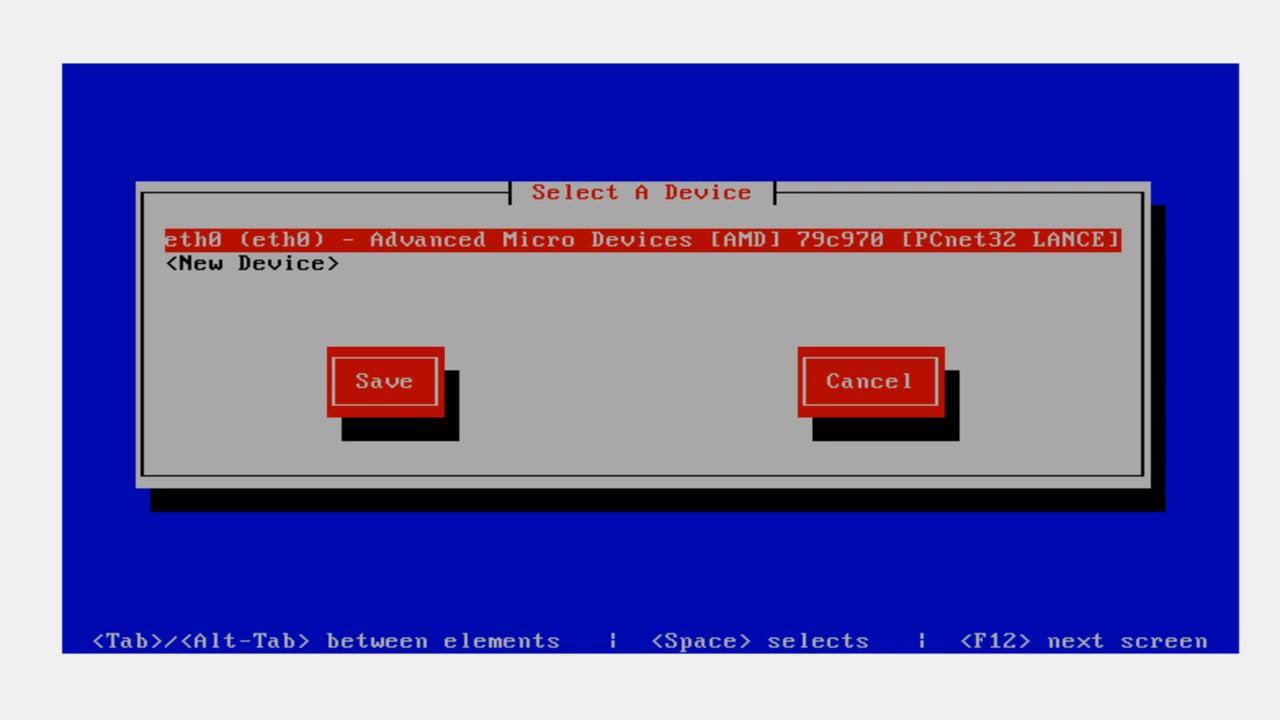 Select A Device
eth0 (eth0) - Advanced Micro Devices [AMD] 79c970 [PCnet32 LANCE]
<New Device>
Save
Cancel
<Tab>/<Alt-Tab> between elements | <Space> selects | <F12> next screen